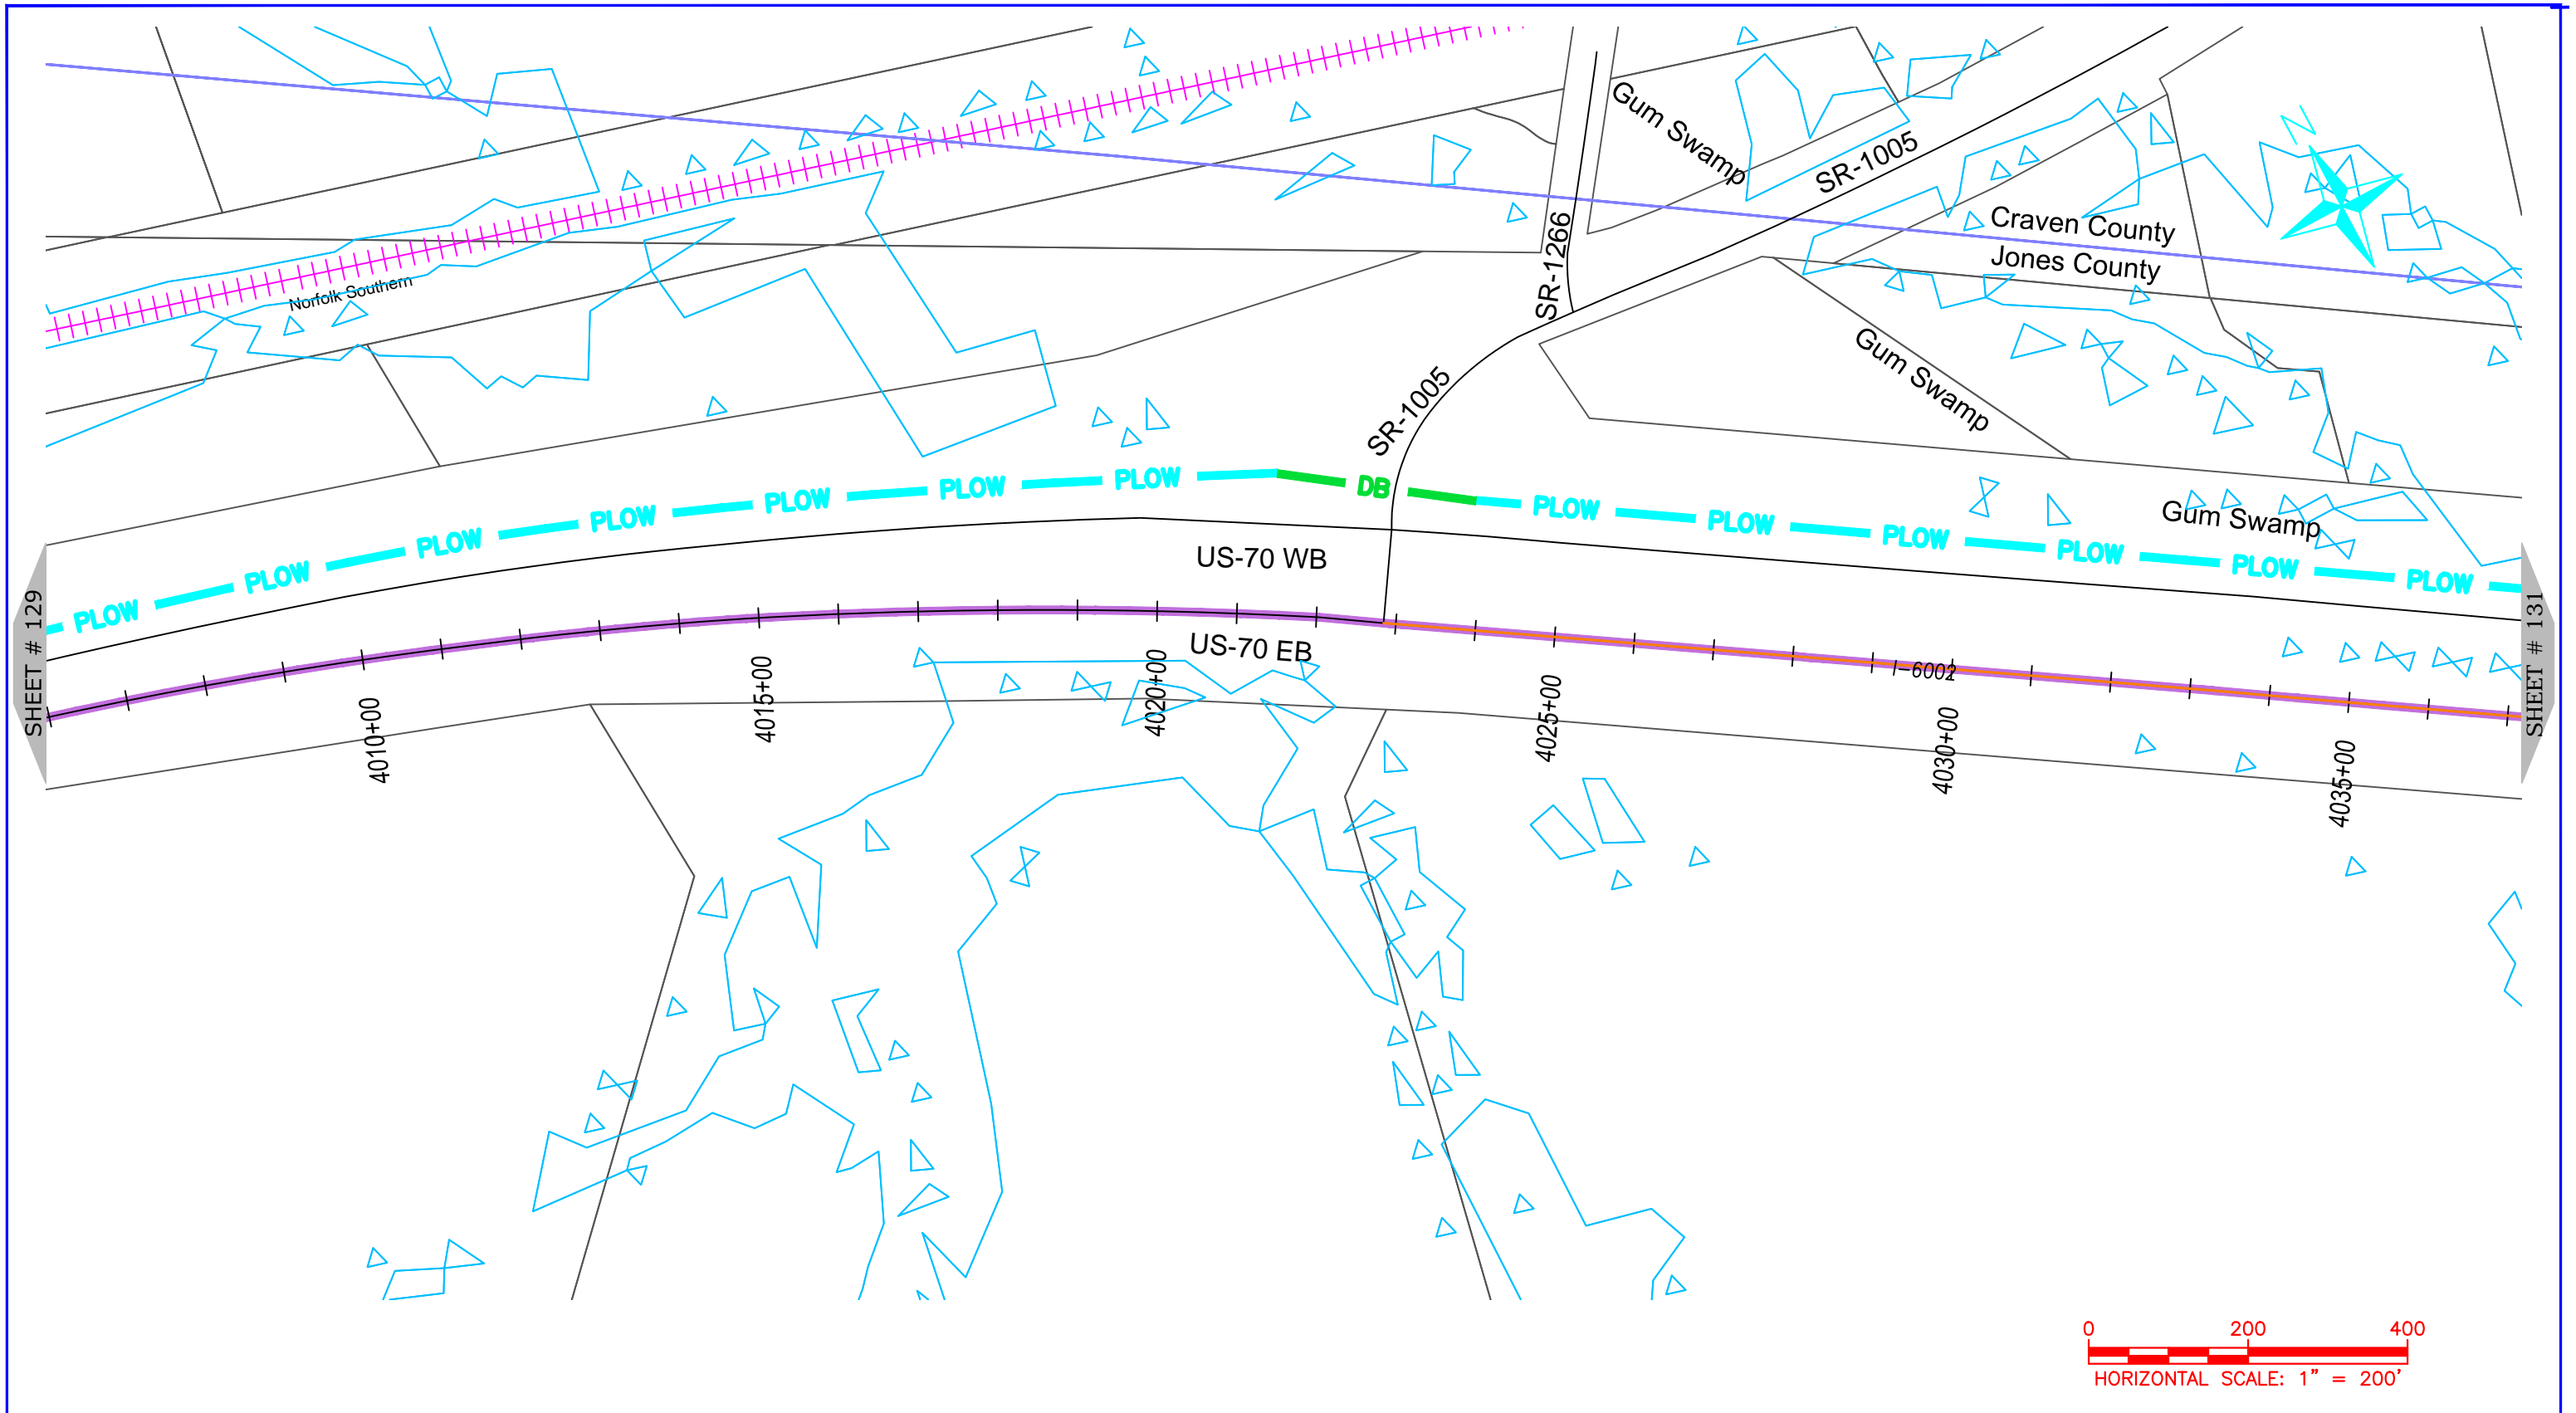 N
Gum Swamp
SR-1005
Craven County
Jones County
SR-1266
Norfolk Southern
Gum Swamp
SR-1005
PLOW PLOW PLOW PLOW PLOW PLOW PLOW DB PLOW PLOW PLOW PLOW PLOW PLOW
Gum Swamp
US-70 WB
US-70 EB
I-6002
SHEET # 129
SHEET # 131
4010+00
4015+00
4020+00
4025+00
4030+00
4035+00
0 200 400
HORIZONTAL SCALE: 1" = 200'